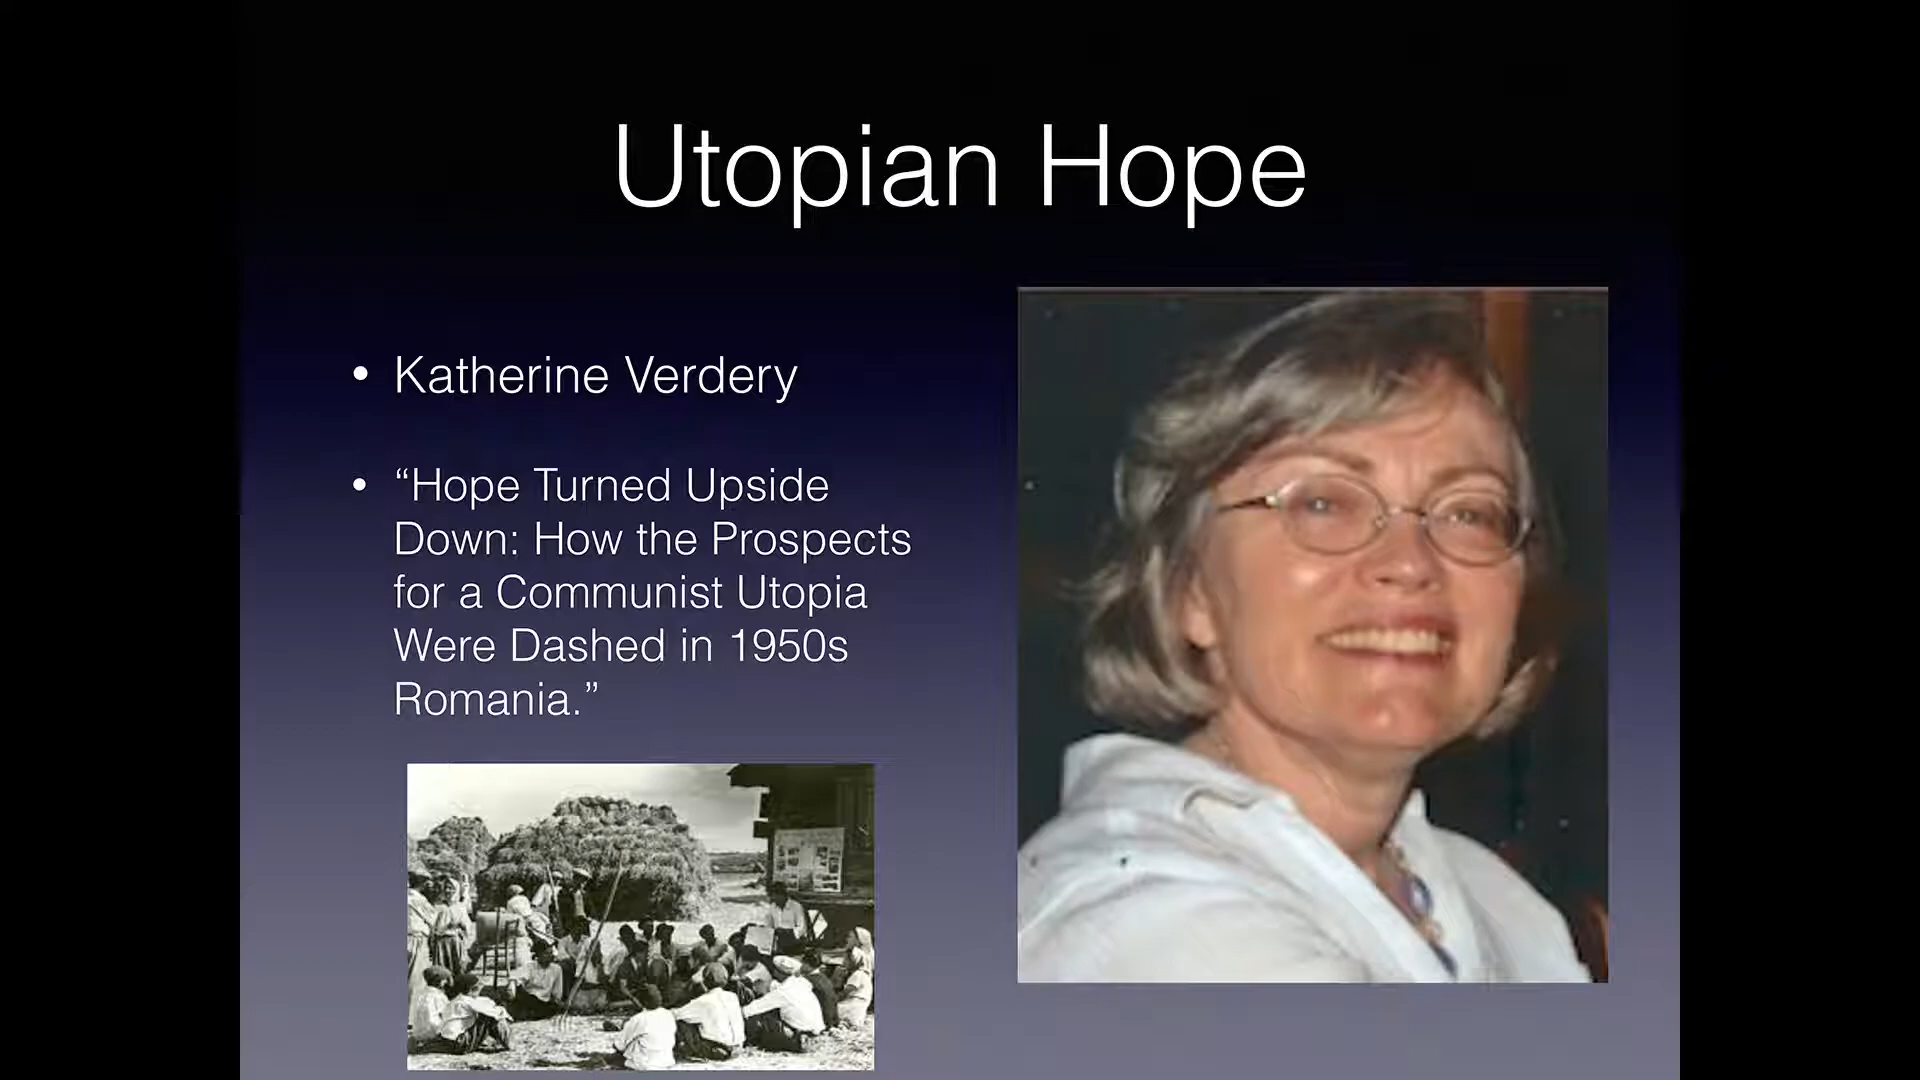 Utopian Hope
• Katherine Verdery
• “Hope Turned Upside
Down: How the Prospects
for a Communist Utopia
Were Dashed in 1950s
Romania.”